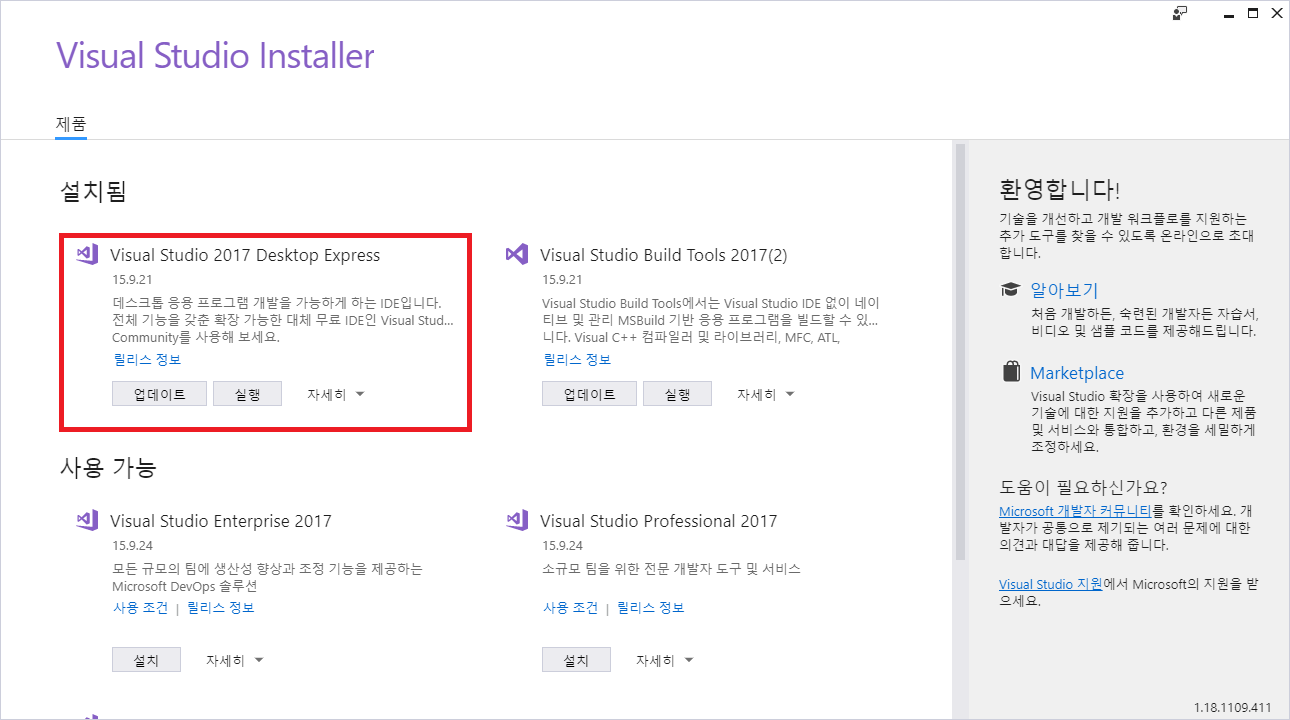 Visual Studio Installer
제품
설치됨
Visual Studio 2017 Desktop Express
15.9.21
데스크톱 응용 프로그램 개발을 가능하게 하는 IDE입니다.
전체 기능을 갖춘 확장 가능한 대체 무료 IDE인 Visual Stud...
Community를 사용해 보세요.
릴리스 정보
업데이트
실행
자세히
Visual Studio Build Tools 2017(2)
15.9.21
Visual Studio Build Tools에서는 Visual Studio IDE 없이 네이
티브 및 관리 MSBuild 기반 응용 프로그램을 빌드할 수 있...
니다. Visual C++ 컴파일러 및 라이브러리, MFC, ATL,
릴리스 정보
업데이트
실행
자세히
사용 가능
Visual Studio Enterprise 2017
15.9.24
모든 규모의 팀에 생산성 향상과 조정 기능을 제공하는
Microsoft DevOps 솔루션
사용 조건 | 릴리스 정보
설치
자세히
Visual Studio Professional 2017
15.9.24
소규모 팀을 위한 전문 개발자 도구 및 서비스
사용 조건 | 릴리스 정보
설치
자세히
환영합니다!
기술을 개선하고 개발 워크플로를 지원하는
추가 도구를 찾을 수 있도록 온라인으로 초대
합니다.
알아보기
처음 개발하든, 숙련된 개발자든 자습서,
비디오 및 샘플 코드를 제공해드립니다.
Marketplace
Visual Studio 확장을 사용하여 새로운
기술에 대한 지원을 추가하고 다른 제품
및 서비스와 통합하고, 환경을 세밀하게
조정하세요.
도움이 필요하신가요?
Microsoft 개발자 커뮤니티를 확인하세요. 개
발자가 공통으로 제기되는 여러 문제에 대한
의견과 대답을 제공해 줍니다.
Visual Studio 지원에서 Microsoft의 지원을 받
으세요.
1.18.1109.411